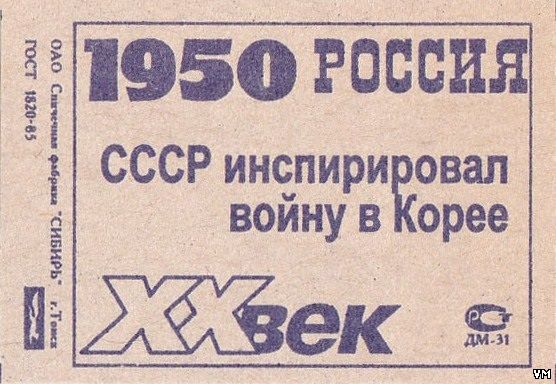 1950 РОССИЯ
СССР инспирировал
войну в Корее
XX век
ДМ-31
ОАО Спичечная фабрика "СИБИРЬ" г. Томск
ГОСТ 1820-85
VM